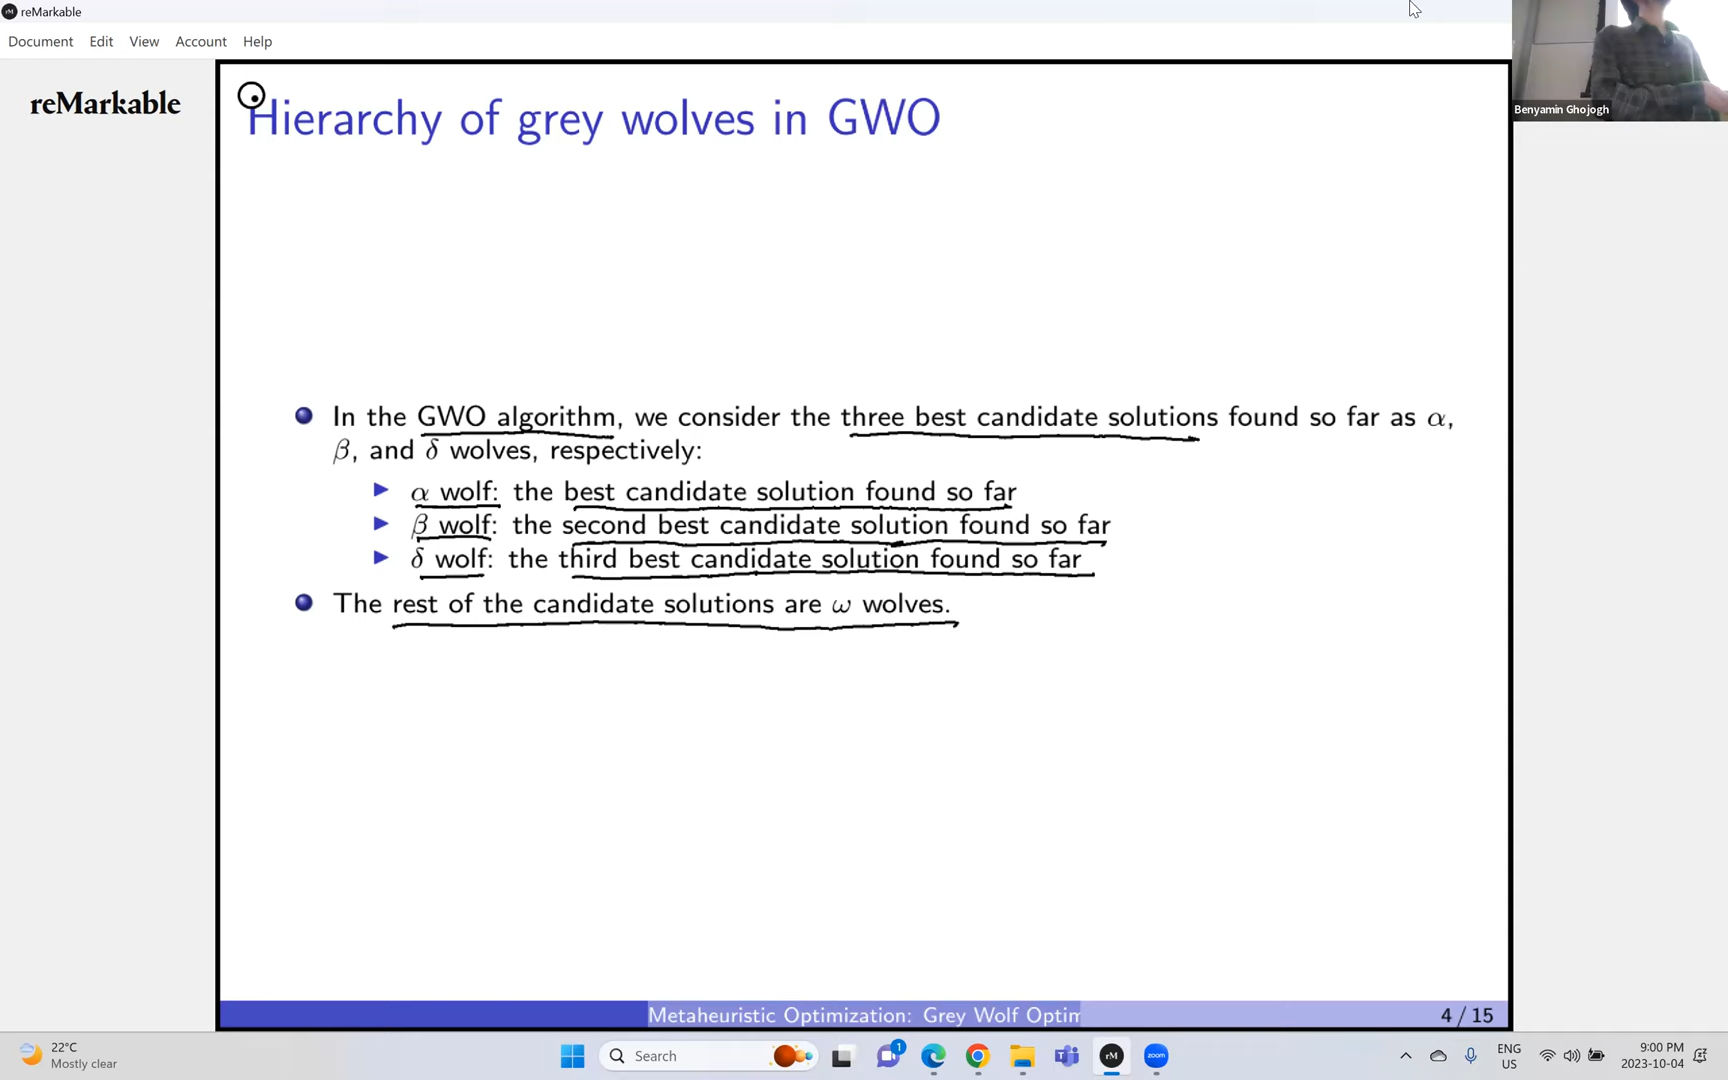 reMarkable
Document Edit View Account Help
reMarkable
Benyamin Ghojogh
Hierarchy of grey wolves in GWO
In the GWO algorithm, we consider the three best candidate solutions found so far as α,
β, and δ wolves, respectively:
α wolf: the best candidate solution found so far
β wolf: the second best candidate solution found so far
δ wolf: the third best candidate solution found so far
The rest of the candidate solutions are ω wolves.
Metaheuristic Optimization: Grey Wolf Optim
4 / 15
22°C
Mostly clear
Search
1
rM
zoom
ENG
US
9:00 PM
2023-10-04